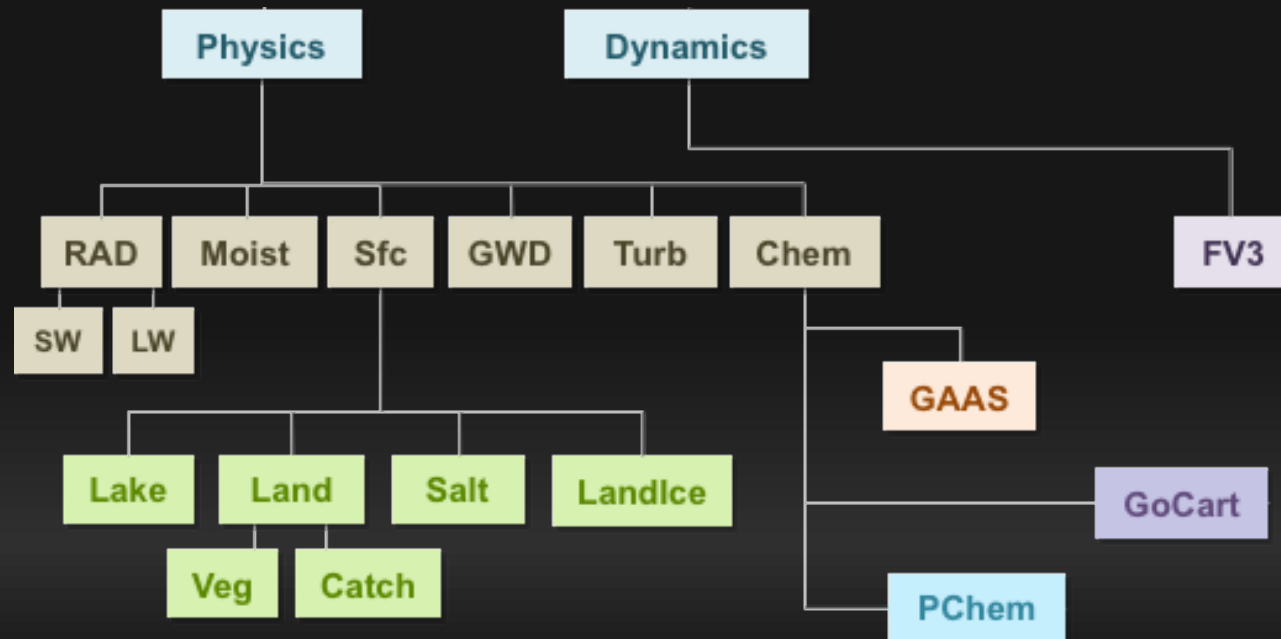 Physics
Dynamics
RAD
Moist
Sfc
GWD
Turb
Chem
FV3
SW
LW
GAAS
Lake
Land
Salt
LandIce
GoCart
Veg
Catch
PChem